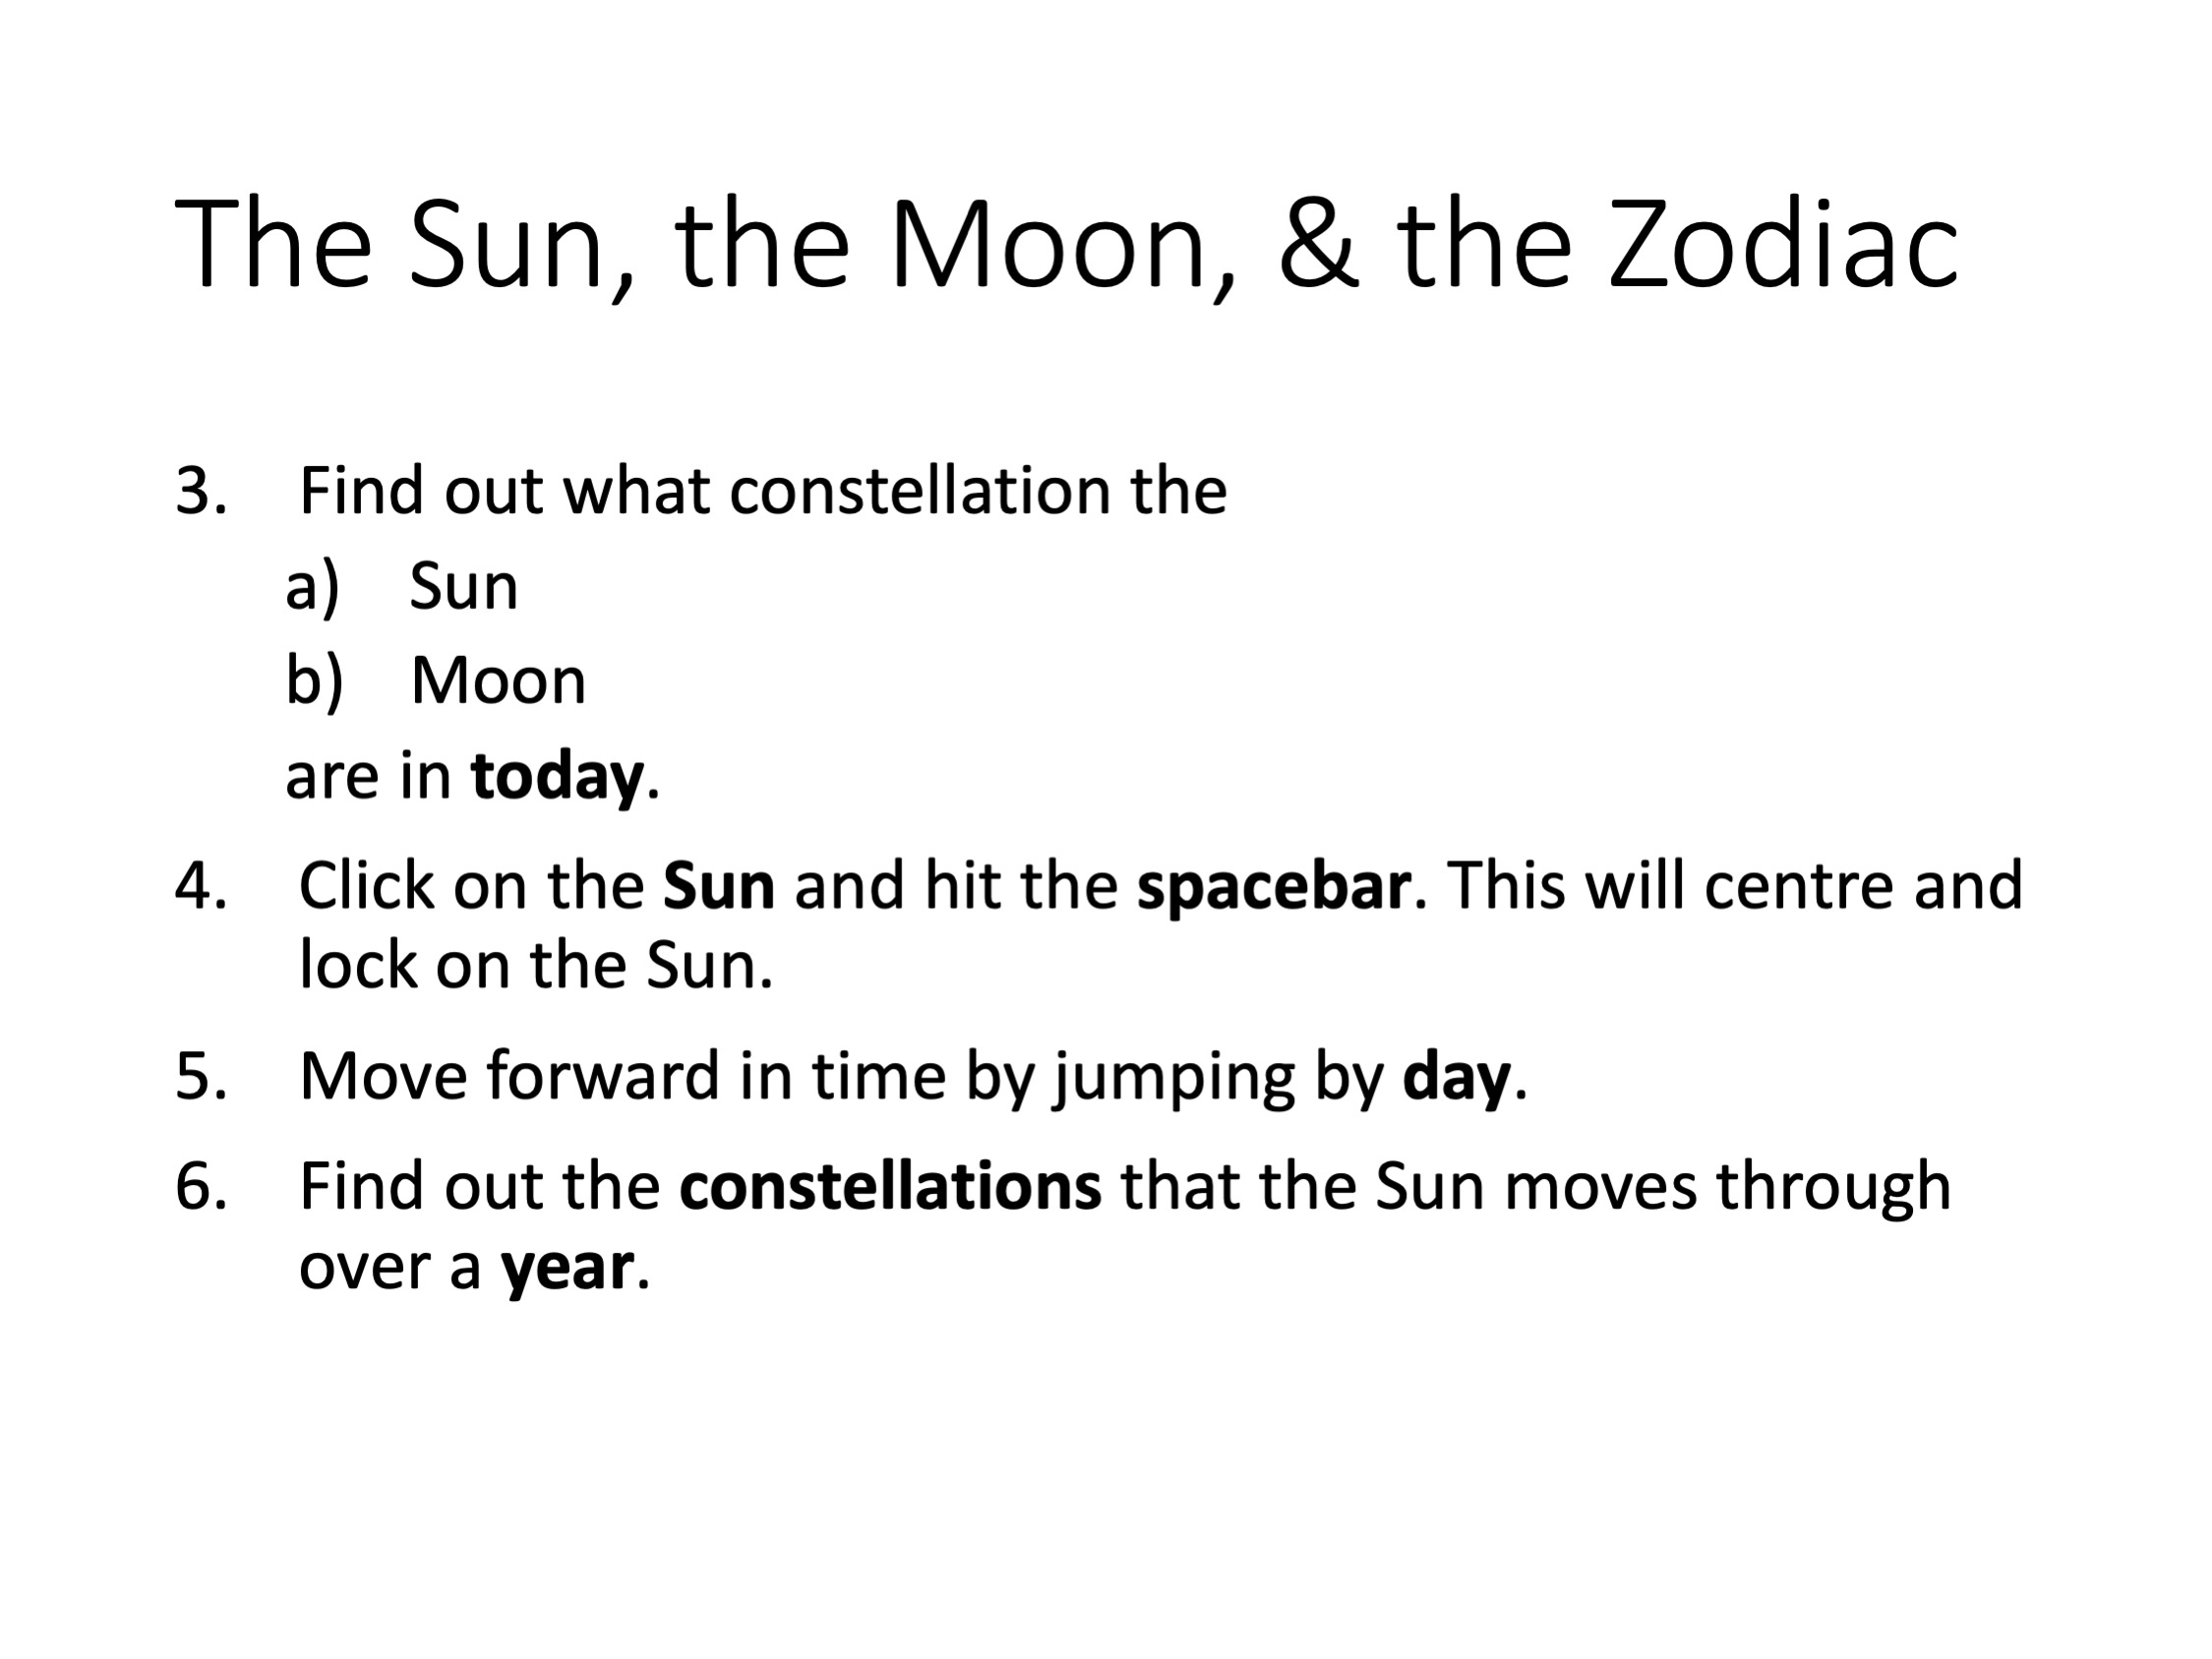 The Sun, the Moon, & the Zodiac
3. Find out what constellation the
a) Sun
b) Moon
are in today.
4. Click on the Sun and hit the spacebar. This will centre and
lock on the Sun.
5. Move forward in time by jumping by day.
6. Find out the constellations that the Sun moves through
over a year.